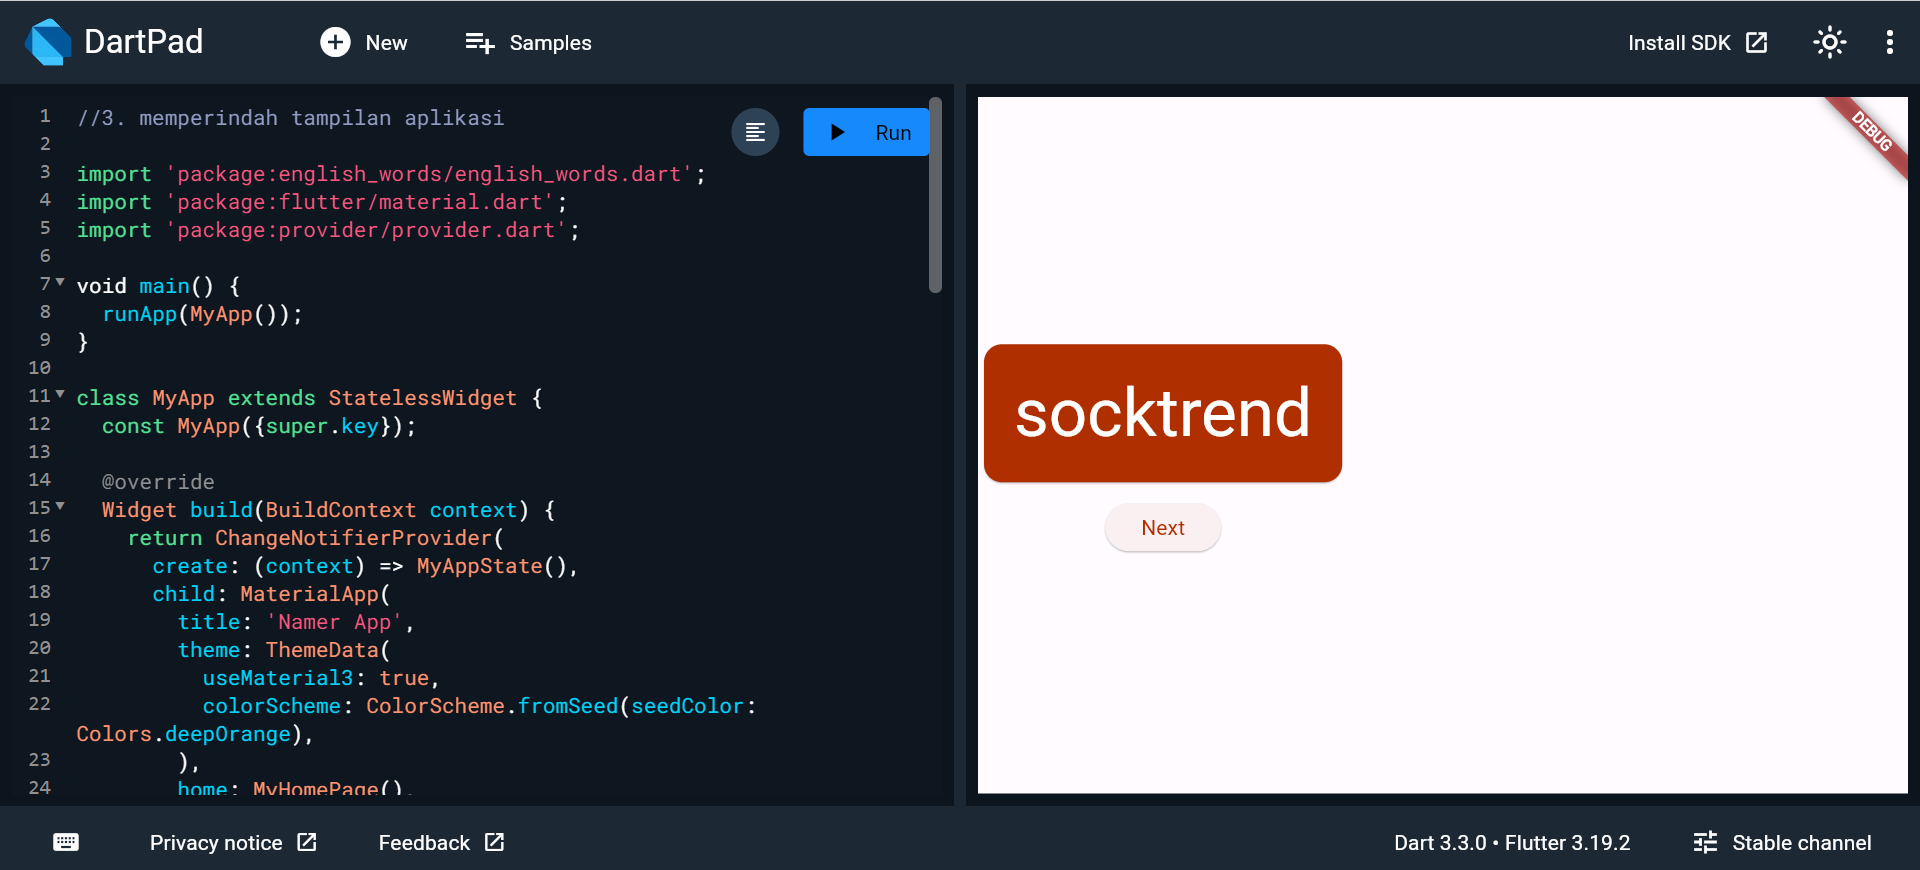 DartPad
New
Samples
Install SDK
1 //3. memperindah tampilan aplikasi
2
3 import 'package:english_words/english_words.dart';
4 import 'package:flutter/material.dart';
5 import 'package:provider/provider.dart';
6
7 void main() {
8   runApp(MyApp());
9 }
10
11 class MyApp extends StatelessWidget {
12   const MyApp({super.key});
13
14   @override
15   Widget build(BuildContext context) {
16     return ChangeNotifierProvider(
17       create: (context) => MyAppState(),
18       child: MaterialApp(
19         title: 'Namer App',
20         theme: ThemeData(
21           useMaterial3: true,
22           colorScheme: ColorScheme.fromSeed(seedColor:
Colors.deepOrange),
23         ),
24         home: MyHomePage(),
Run
DEBUG
socktrend
Next
Privacy notice
Feedback
Dart 3.3.0 • Flutter 3.19.2
Stable channel